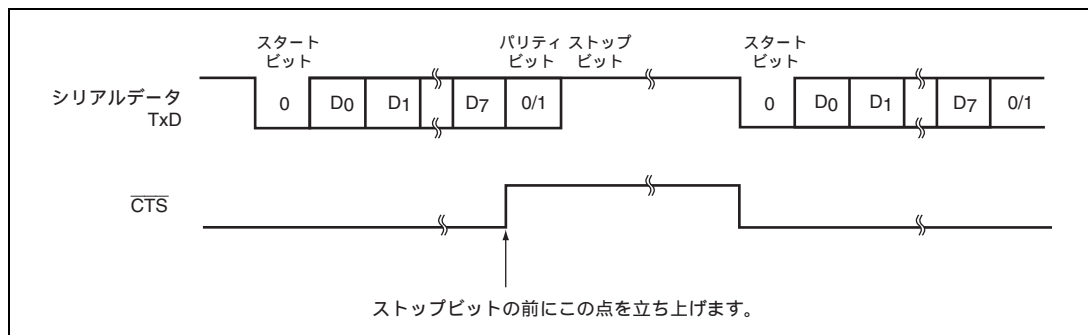 スタート
ビット
パリティ ストップ
ビット ビット
スタート
ビット
シリアルデータ
TxD
0 D0 D1 D7 0/1 0 D0 D1 D7 0/1
CTS
ストップビットの前にこの点を立ち上げます。